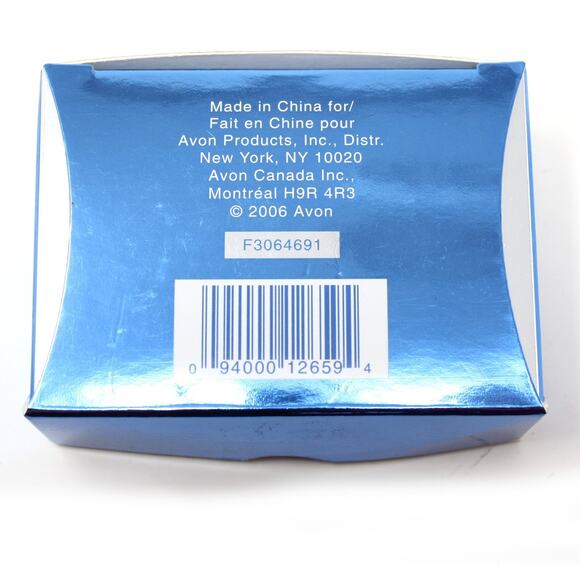 Made in China for/
Fait en Chine pour
Avon Products, Inc., Distr.
New York, NY 10020
Avon Canada Inc.,
Montréal H9R 4R3
© 2006 Avon
F3064691
0 94000 12659 4